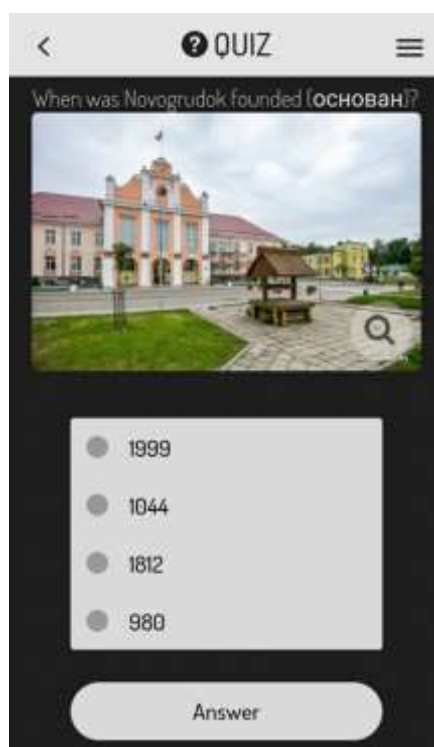 QUIZ
When was Novogrudok founded (основан)?
1999
1044
1812
980
Answer